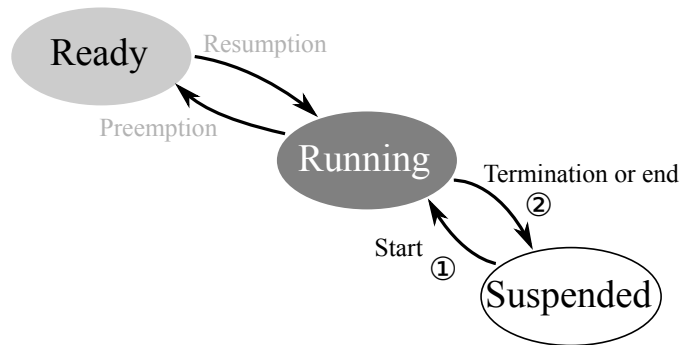 Ready
Resumption
Preemption
Running
Termination or end
②
Start
①
Suspended